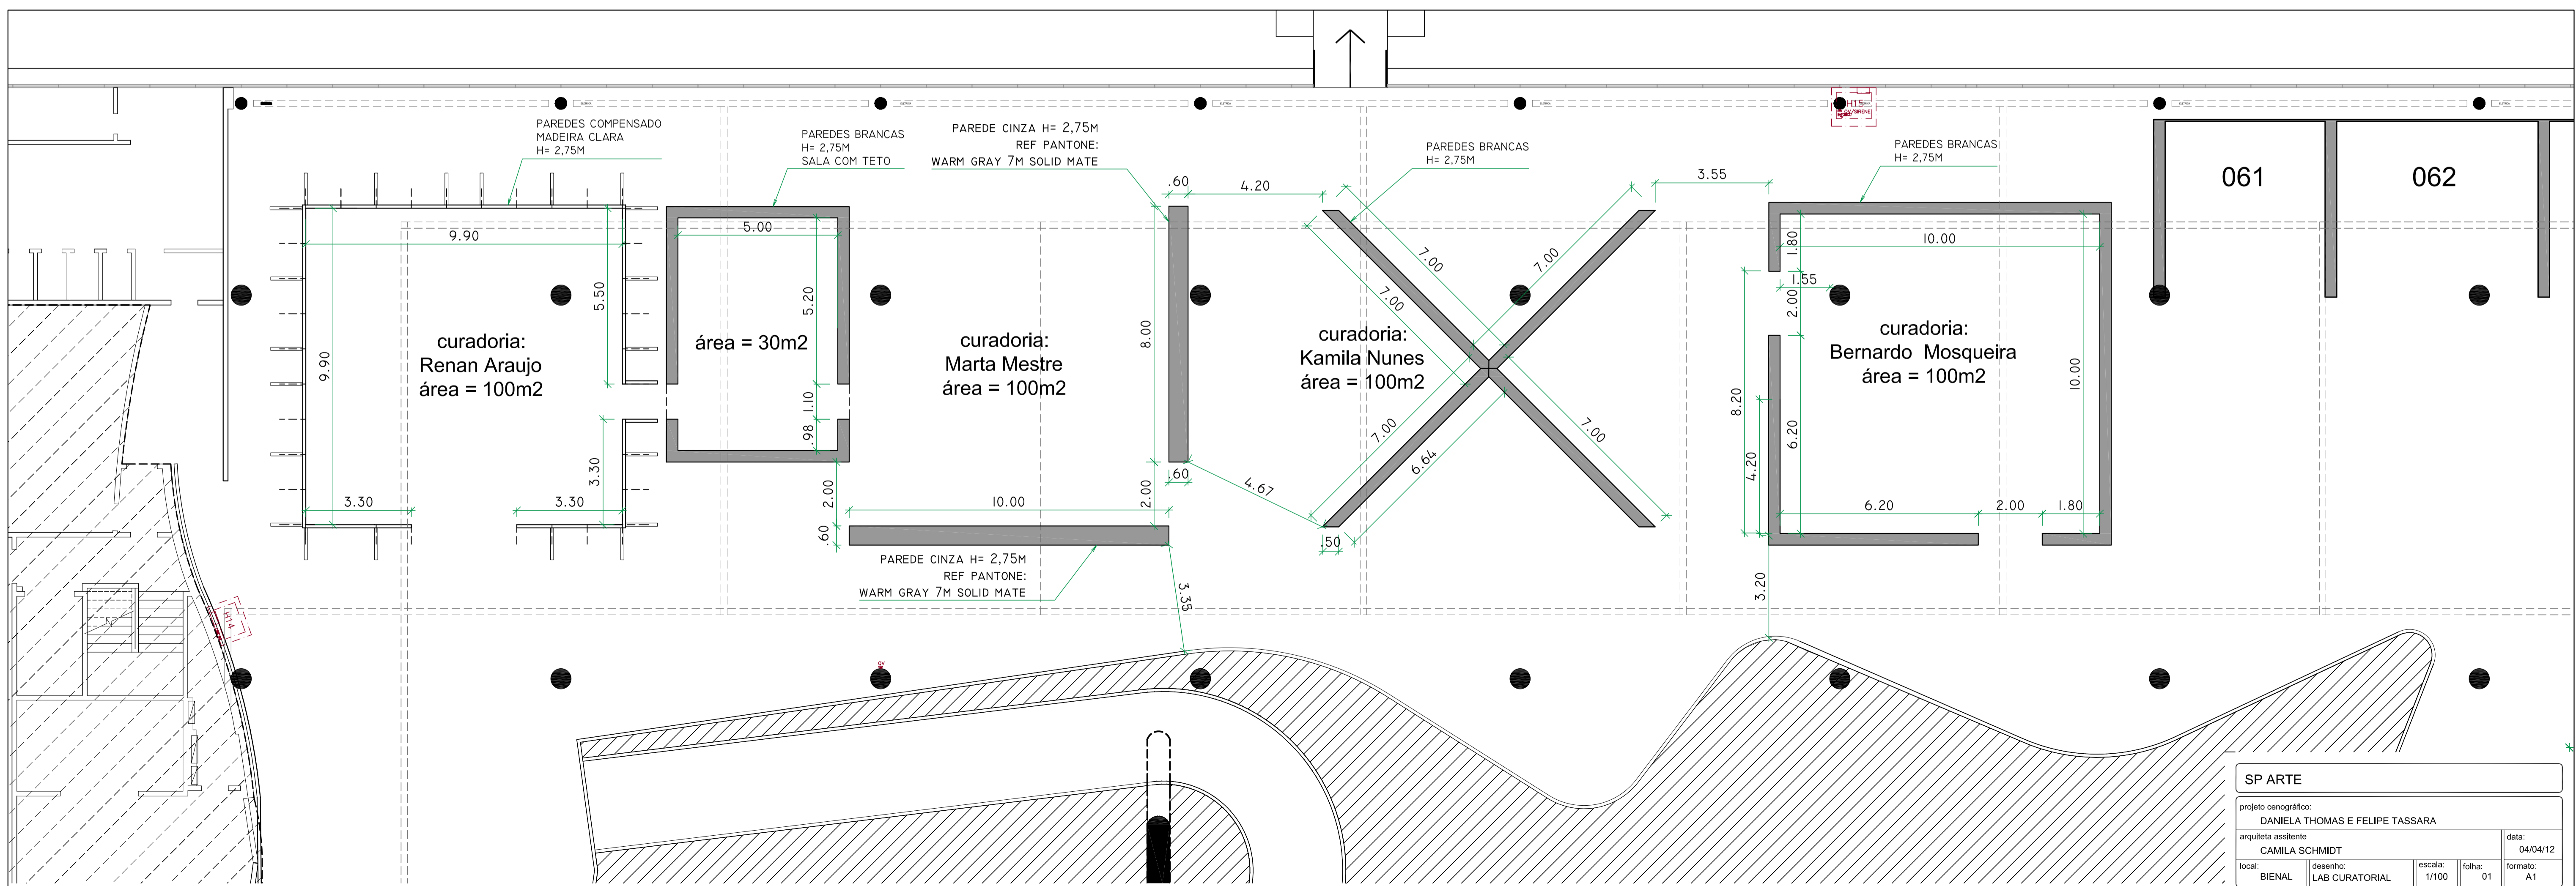 PAREDES COMPENSADO
MADEIRA CLARA
H= 2,75M
PAREDES BRANCAS
H= 2,75M
SALA COM TETO
PAREDE CINZA H= 2,75M
REF PANTONE:
WARM GRAY 7M SOLID MATE
PAREDES BRANCAS
H= 2,75M
PAREDES BRANCAS
H= 2,75M
H15
061
062
.60
4.20
3.55
9.90
9.90
5.50
3.30
3.30
3.30
curadoria:
Renan Araujo
área = 100m2
5.00
5.20
1.10
.98
área = 30m2
2.00
.60
curadoria:
Marta Mestre
área = 100m2
8.00
2.00
10.00
.60
PAREDE CINZA H= 2,75M
REF PANTONE:
WARM GRAY 7M SOLID MATE
3.35
4.67
curadoria:
Kamila Nunes
área = 100m2
7.00
7.00
7.00
7.00
7.00
6.64
.50
1.80
10.00
1.55
2.00
curadoria:
Bernardo Mosqueira
área = 100m2
8.20
4.20
6.20
10.00
6.20
2.00
1.80
3.20
H14
QV
SP ARTE
projeto cenográfico:
DANIELA THOMAS E FELIPE TASSARA
arquiteta assitente
CAMILA SCHMIDT
data:
04/04/12
local:
BIENAL
desenho:
LAB CURATORIAL
escala:
1/100
folha:
01
formato:
A1